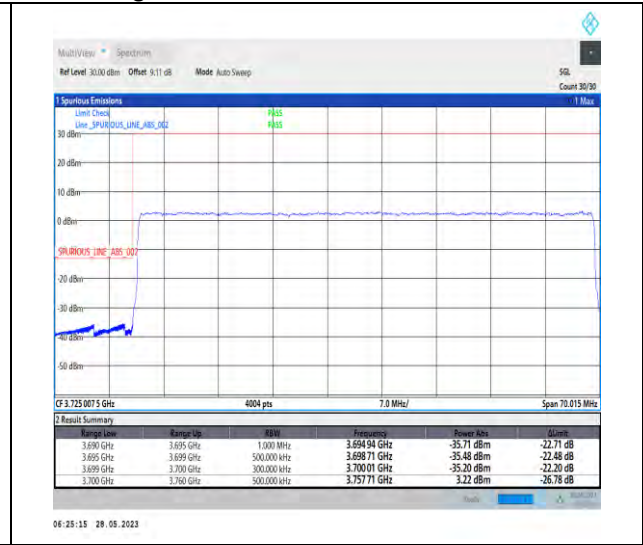 MultiView Spectrum
Ref Level 30.00 dBm Offset 9.11 dB Mode Auto Sweep SGL
Count 30/30
1 Spurious Emissions 1 Max
Limit Check PASS
Line _SPURIOUS_LINE_ABS_002 PASS
30 dBm
20 dBm
10 dBm
0 dBm
SPURIOUS_LINE_ABS_002
-20 dBm
-30 dBm
-40 dBm
-50 dBm
CF 3.725 007 5 GHz 4004 pts 7.0 MHz/ Span 70.015 MHz
2 Result Summary
Range Low Range Up RBW Frequency Power Abs ΔLimit
3.690 GHz 3.695 GHz 1.000 MHz 3.694 94 GHz -35.71 dBm -22.71 dB
3.695 GHz 3.699 GHz 500.000 kHz 3.698 71 GHz -35.48 dBm -22.48 dB
3.699 GHz 3.700 GHz 300.000 kHz 3.700 01 GHz -35.20 dBm -22.20 dB
3.700 GHz 3.760 GHz 500.000 kHz 3.757 71 GHz 3.22 dBm -26.78 dB
Ready
06:25:15 28.05.2023